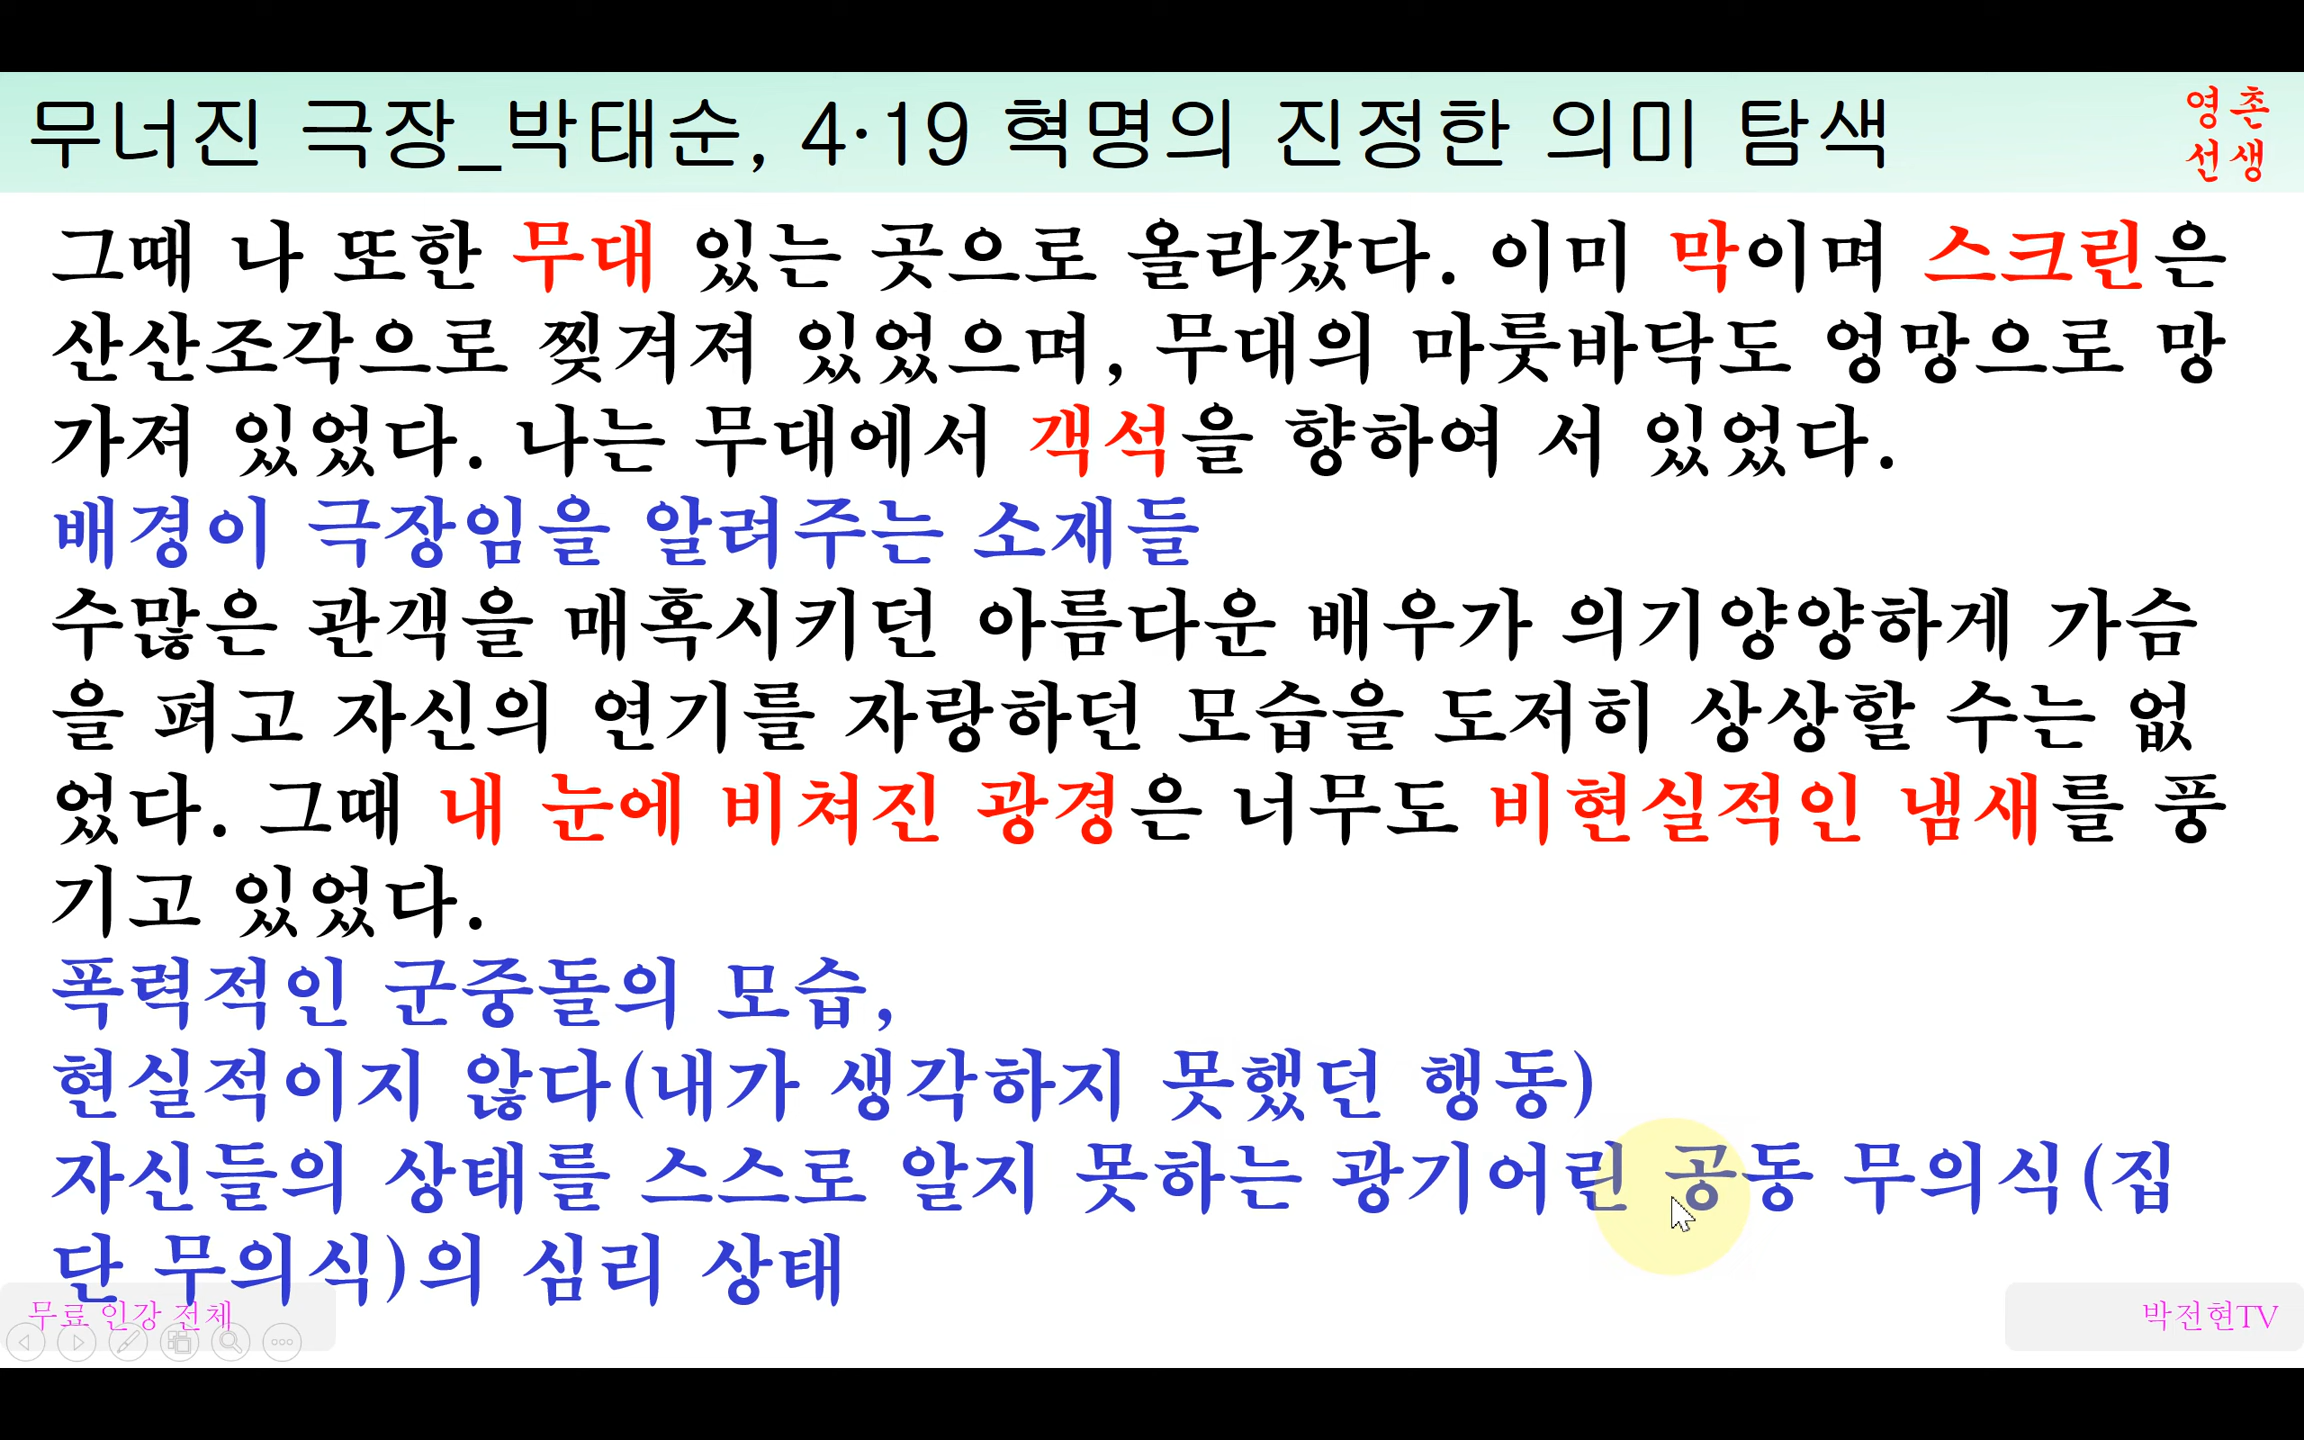 무너진 극장_박태순, 4·19 혁명의 진정한 의미 탐색
영촌
선생
그때 나 또한 무대 있는 곳으로 올라갔다. 이미 막이며 스크린은
산산조각으로 찢겨져 있었으며, 무대의 마룻바닥도 엉망으로 망
가져 있었다. 나는 무대에서 객석을 향하여 서 있었다.
배경이 극장임을 알려주는 소재들
수많은 관객을 매혹시키던 아름다운 배우가 의기양양하게 가슴
을 펴고 자신의 연기를 자랑하던 모습을 도저히 상상할 수는 없
었다. 그때 내 눈에 비쳐진 광경은 너무도 비현실적인 냄새를 풍
기고 있었다.
폭력적인 군중돌의 모습,
현실적이지 않다(내가 생각하지 못했던 행동)
자신들의 상태를 스스로 알지 못하는 광기어린 공동 무의식(집
단 무의식)의 심리 상태
무료 인강 전체
박전현TV